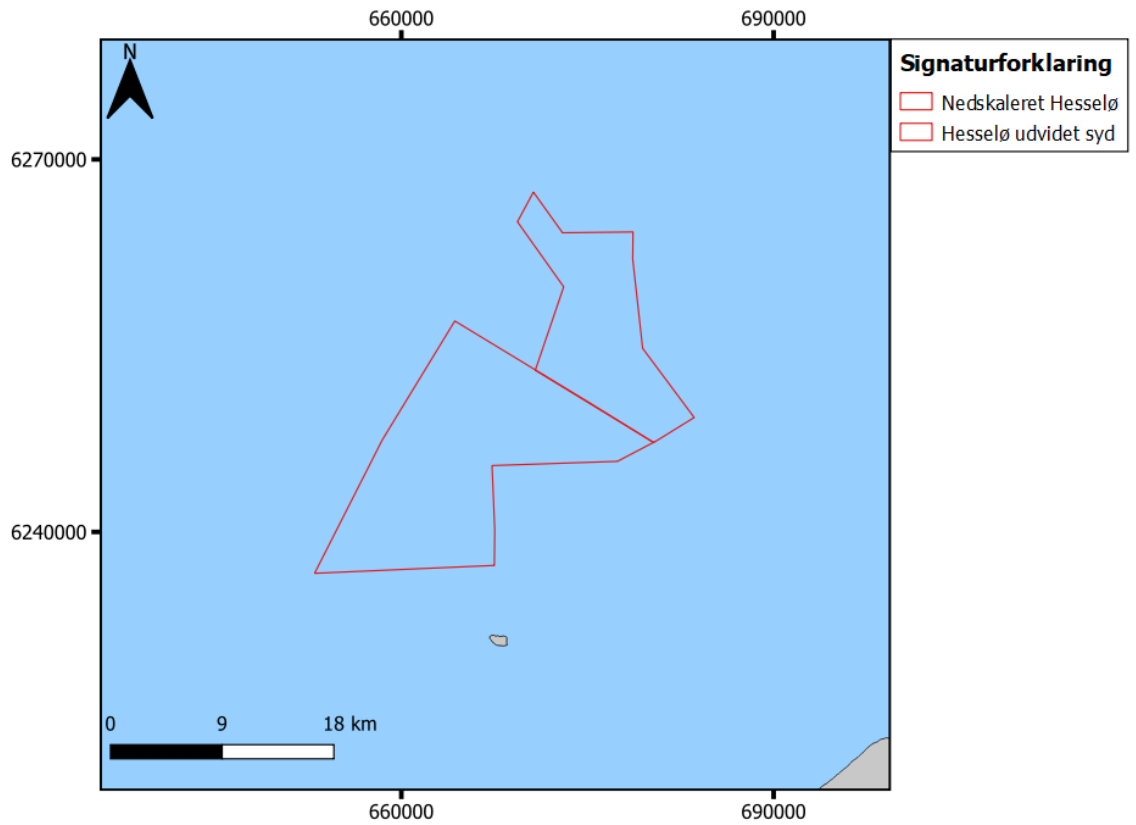 660000
690000
N
Signaturforklaring
Nedskaleret Hesselø
Hesselø udvidet syd
6270000
6240000
0
9
18 km
660000
690000